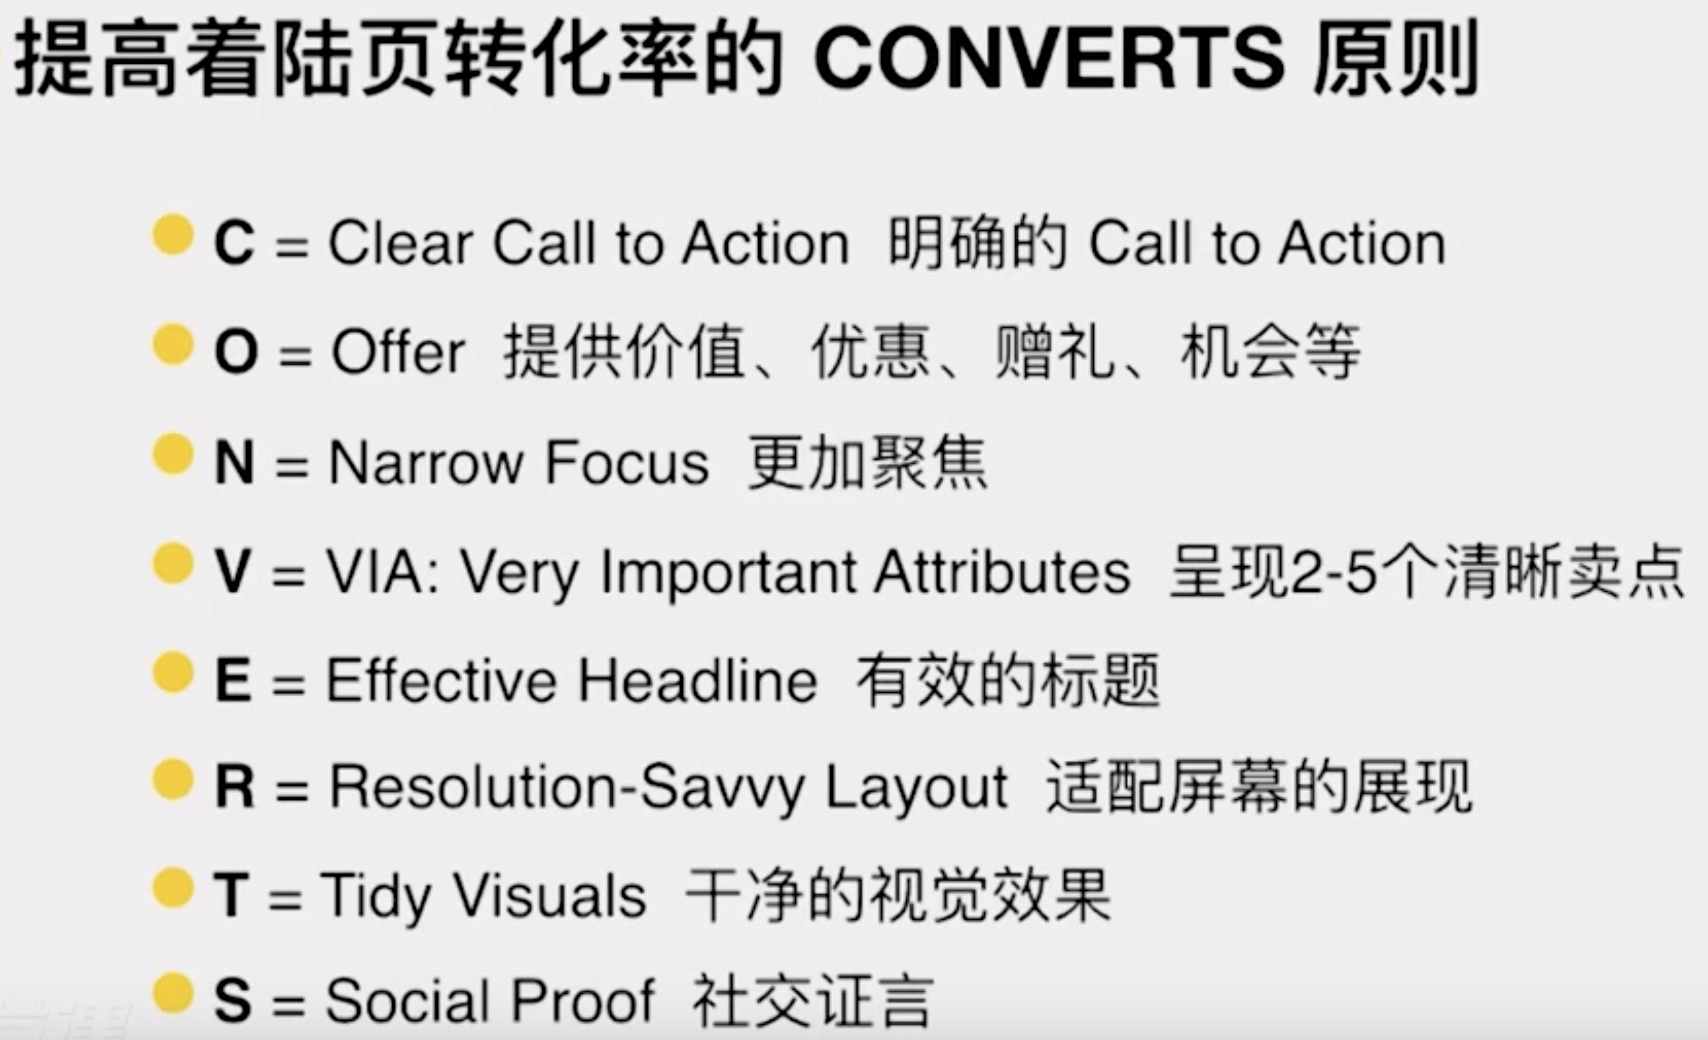 提高着陆页转化率的 CONVERTS 原则
C = Clear Call to Action 明确的 Call to Action
O = Offer 提供价值、优惠、赠礼、机会等
N = Narrow Focus 更加聚焦
V = VIA: Very Important Attributes 呈现2-5个清晰卖点
E = Effective Headline 有效的标题
R = Resolution-Savvy Layout 适配屏幕的展现
T = Tidy Visuals 干净的视觉效果
S = Social Proof 社交证言